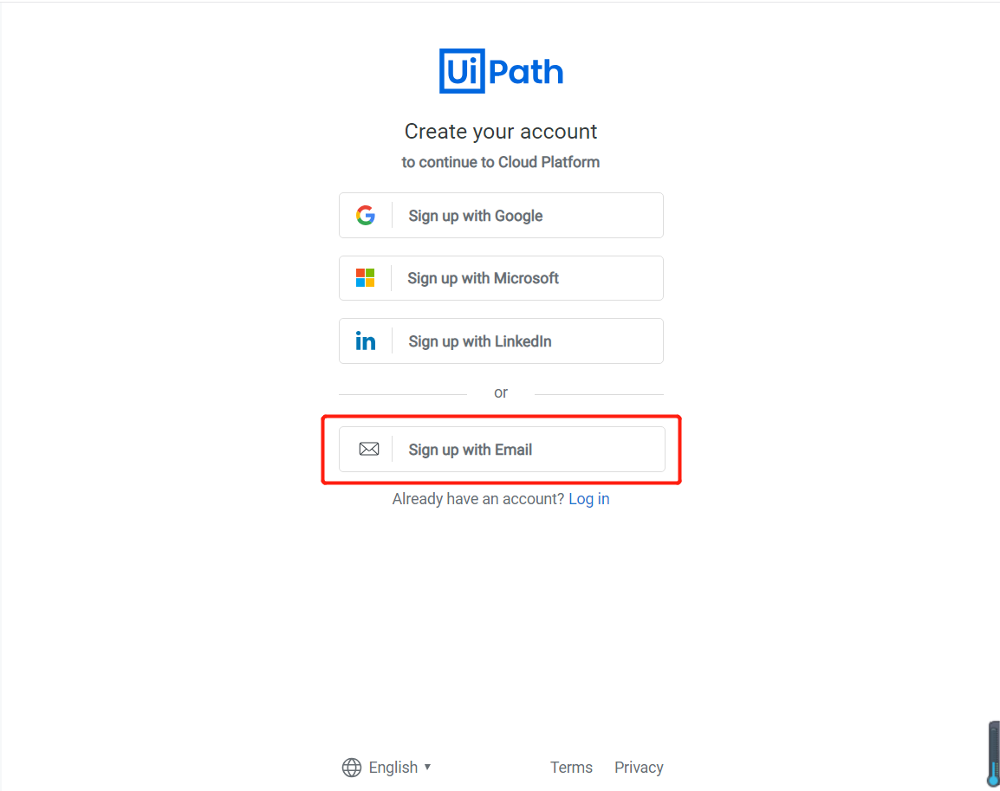 UiPath
Create your account
to continue to Cloud Platform
Sign up with Google
Sign up with Microsoft
in Sign up with LinkedIn
or
Sign up with Email
Already have an account? Log in
English ▼ Terms Privacy